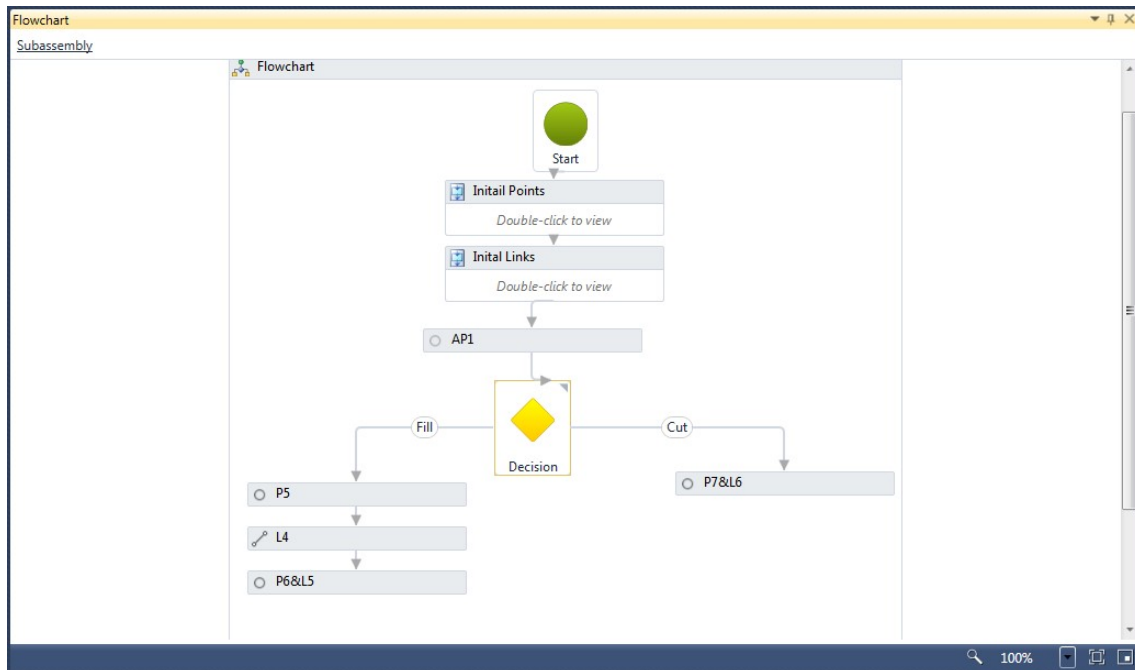 Flowchart
Subassembly
Flowchart
Start
Initail Points
Double-click to view
Inital Links
Double-click to view
AP1
Fill
Cut
Decision
P5
P7&L6
L4
P6&L5
100%